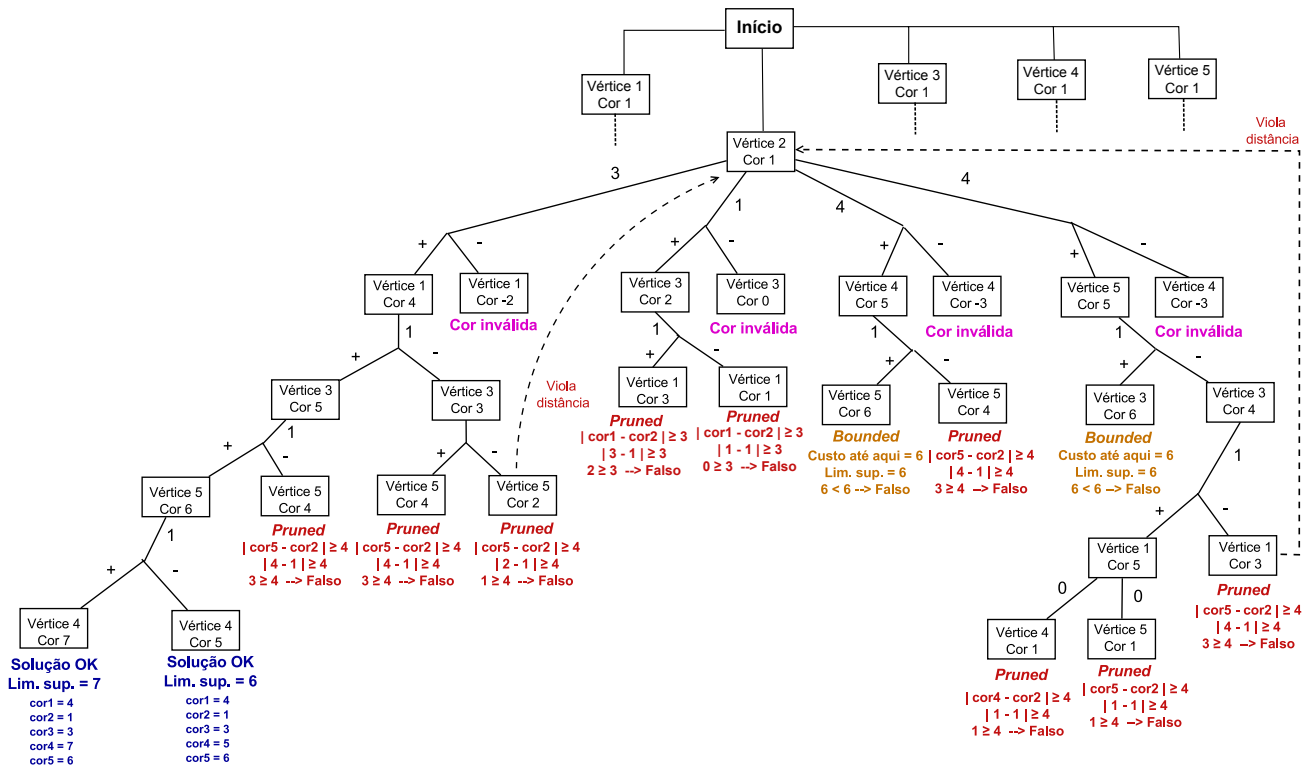 Início
Vértice 1
Cor 1
Vértice 3
Cor 1
Vértice 4
Cor 1
Vértice 5
Cor 1
Viola
distância
Vértice 2
Cor 1
3
1
4
4
+
-
+
-
+
-
+
-
Vértice 1
Cor 4
Vértice 1
Cor -2
Cor inválida
Vértice 3
Cor 2
Vértice 3
Cor 0
Cor inválida
Vértice 4
Cor 5
Vértice 4
Cor -3
Cor inválida
Vértice 5
Cor 5
Vértice 4
Cor -3
Cor inválida
1
1
1
1
+
-
+
-
+
-
+
-
Vértice 3
Cor 5
Vértice 3
Cor 3
Viola
distância
Vértice 1
Cor 3
Pruned
| cor1 - cor2 | ≥ 3
| 3 - 1 | ≥ 3
2 ≥ 3 --> Falso
Vértice 1
Cor 1
Pruned
| cor1 - cor2 | ≥ 3
| 1 - 1 | ≥ 3
0 ≥ 3 --> Falso
Vértice 5
Cor 6
Bounded
Custo até aqui = 6
Lim. sup. = 6
6 < 6 --> Falso
Vértice 5
Cor 4
Pruned
| cor5 - cor2 | ≥ 4
| 4 - 1 | ≥ 4
3 ≥ 4 --> Falso
Vértice 3
Cor 6
Bounded
Custo até aqui = 6
Lim. sup. = 6
6 < 6 --> Falso
Vértice 3
Cor 4
1
1
+
-
+
-
+
-
Vértice 5
Cor 6
Vértice 5
Cor 4
Pruned
| cor5 - cor2 | ≥ 4
| 4 - 1 | ≥ 4
3 ≥ 4 --> Falso
Vértice 5
Cor 4
Pruned
| cor5 - cor2 | ≥ 4
| 4 - 1 | ≥ 4
3 ≥ 4 --> Falso
Vértice 5
Cor 2
Pruned
| cor5 - cor2 | ≥ 4
| 2 - 1 | ≥ 4
1 ≥ 4 --> Falso
Vértice 1
Cor 5
Vértice 1
Cor 3
Pruned
| cor5 - cor2 | ≥ 4
| 4 - 1 | ≥ 4
3 ≥ 4 --> Falso
1
+
-
0
0
Vértice 4
Cor 7
Solução OK
Lim. sup. = 7
cor1 = 4
cor2 = 1
cor3 = 3
cor4 = 7
cor5 = 6
Vértice 4
Cor 5
Solução OK
Lim. sup. = 6
cor1 = 4
cor2 = 1
cor3 = 3
cor4 = 5
cor5 = 6
Vértice 4
Cor 1
Pruned
| cor4 - cor2 | ≥ 4
| 1 - 1 | ≥ 4
1 ≥ 4 --> Falso
Vértice 5
Cor 1
Pruned
| cor5 - cor2 | ≥ 4
| 1 - 1 | ≥ 4
1 ≥ 4 --> Falso